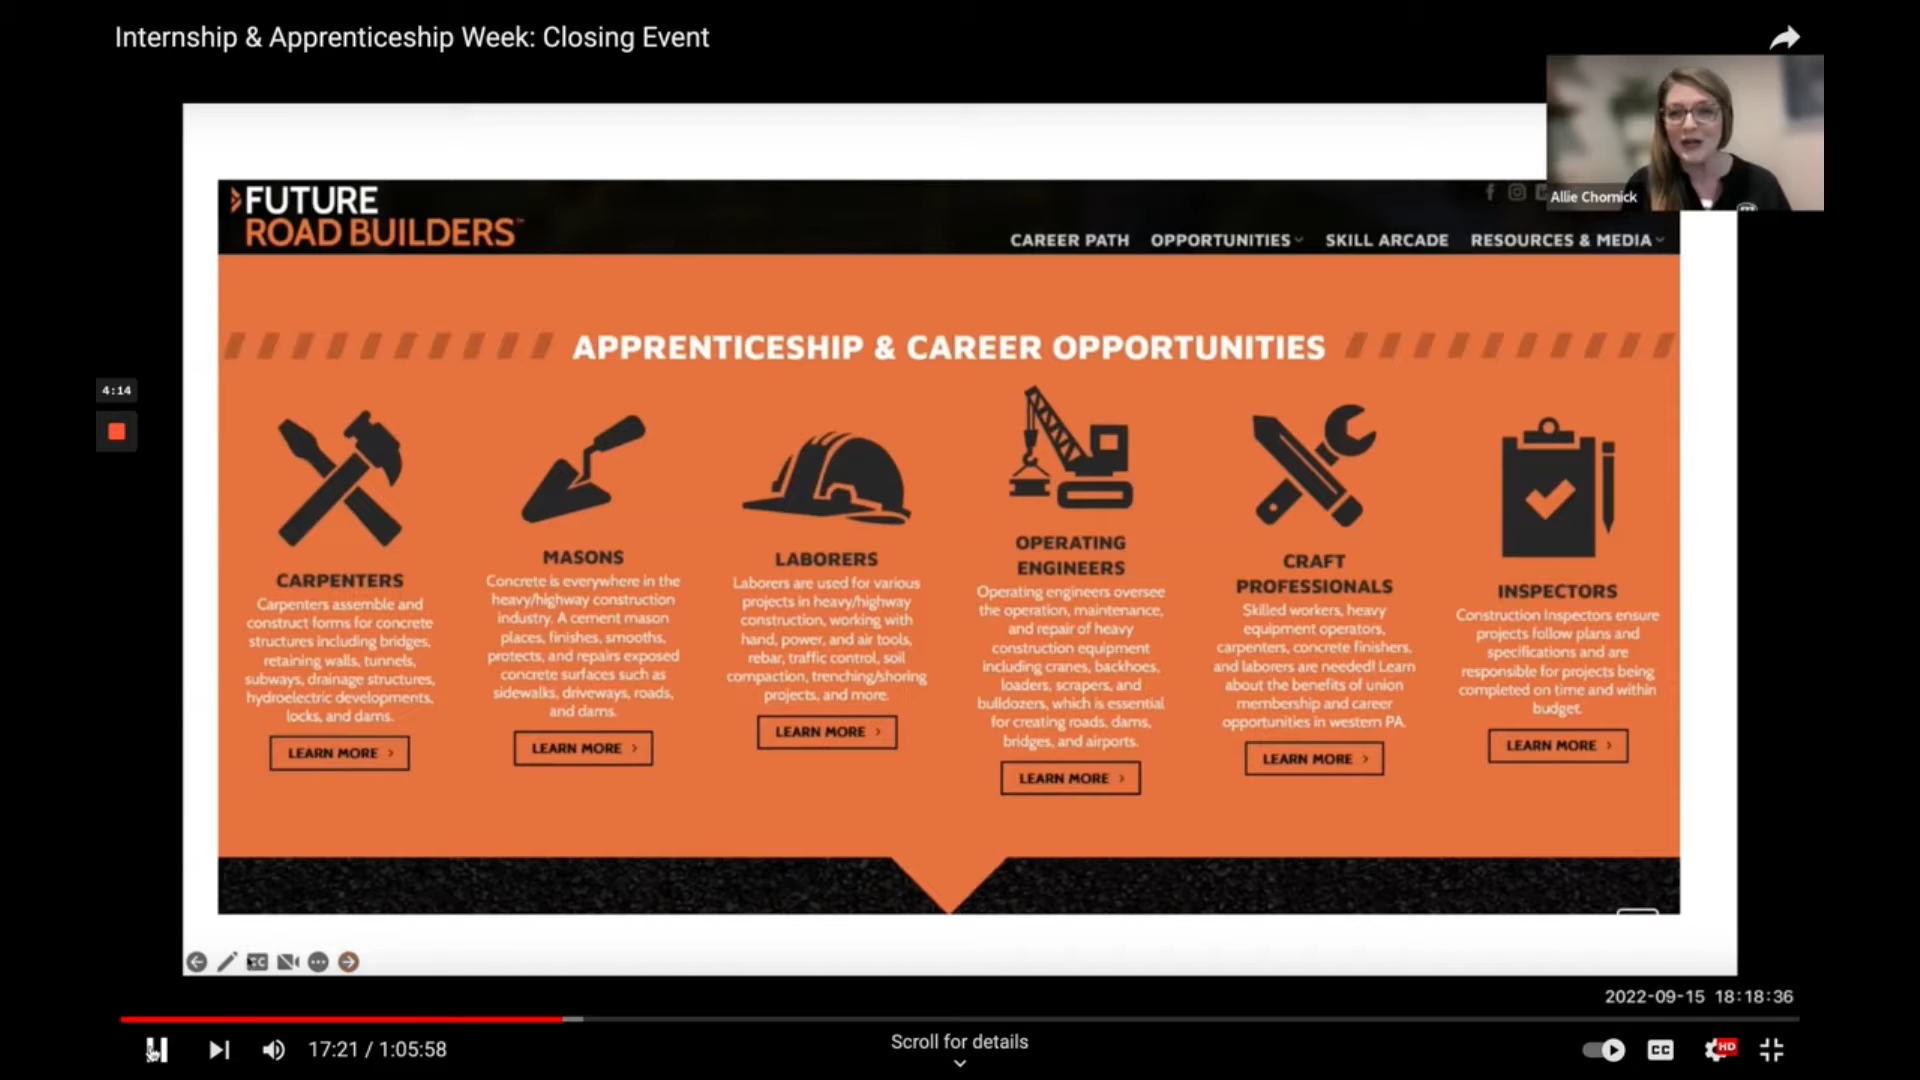 Internship & Apprenticeship Week: Closing Event
Allie Chornick
FUTURE
ROAD BUILDERS™
CAREER PATH OPPORTUNITIES SKILL ARCADE RESOURCES & MEDIA
APPRENTICESHIP & CAREER OPPORTUNITIES
4:14
CARPENTERS
Carpenters assemble and
construct forms for concrete
structures including bridges,
retaining walls, tunnels,
subways, drainage structures,
hydroelectric developments,
locks, and dams.
LEARN MORE >
MASONS
Concrete is everywhere in the
heavy/highway construction
industry. A cement mason
places, finishes, smooths,
protects, and repairs exposed
concrete surfaces such as
sidewalks, driveways, roads,
and dams.
LEARN MORE >
LABORERS
Laborers are used for various
projects in heavy/highway
construction, working with
hand, power, and air tools,
rebar, traffic control, soil
compaction, trenching/shoring
projects, and more.
LEARN MORE >
OPERATING
ENGINEERS
Operating engineers oversee
the operation, maintenance,
and repair of heavy
construction equipment
including cranes, backhoes,
loaders, scrapers, and
bulldozers, which is essential
for creating roads, dams,
bridges, and airports.
LEARN MORE >
CRAFT
PROFESSIONALS
Skilled workers, heavy
equipment operators,
carpenters, concrete finishers,
and laborers are needed! Learn
about the benefits of union
membership and career
opportunities in western PA.
LEARN MORE >
INSPECTORS
Construction Inspectors ensure
projects follow plans and
specifications and are
responsible for projects being
completed on time and within
budget.
LEARN MORE >
CC
2022-09-15 18:18:36
17:21 / 1:05:58
Scroll for details
CC
HD